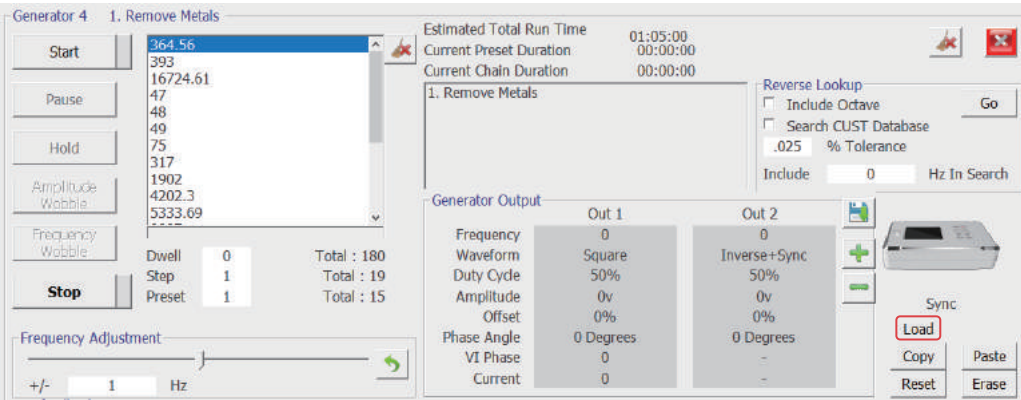 Generator 4 1. Remove Metals
Start
Pause
Hold
Amplitude
Wobble
Frequency
Wobble
Stop
364.56
393
16724.61
47
48
49
75
317
1902
4202.3
5333.69
Dwell 0 Total : 180
Step 1 Total : 19
Preset 1 Total : 15
Frequency Adjustment
+/- 1 Hz
Estimated Total Run Time 01:05:00
Current Preset Duration 00:00:00
Current Chain Duration 00:00:00
1. Remove Metals
Reverse Lookup
Include Octave
Go
Search CUST Database
.025 % Tolerance
Include 0 Hz In Search
Generator Output
Out 1 Out 2
Frequency 0 0
Waveform Square Inverse+Sync
Duty Cycle 50% 50%
Amplitude 0v 0v
Offset 0% 0%
Phase Angle 0 Degrees 0 Degrees
VI Phase 0 -
Current 0 -
Sync
Load
Copy Paste
Reset Erase